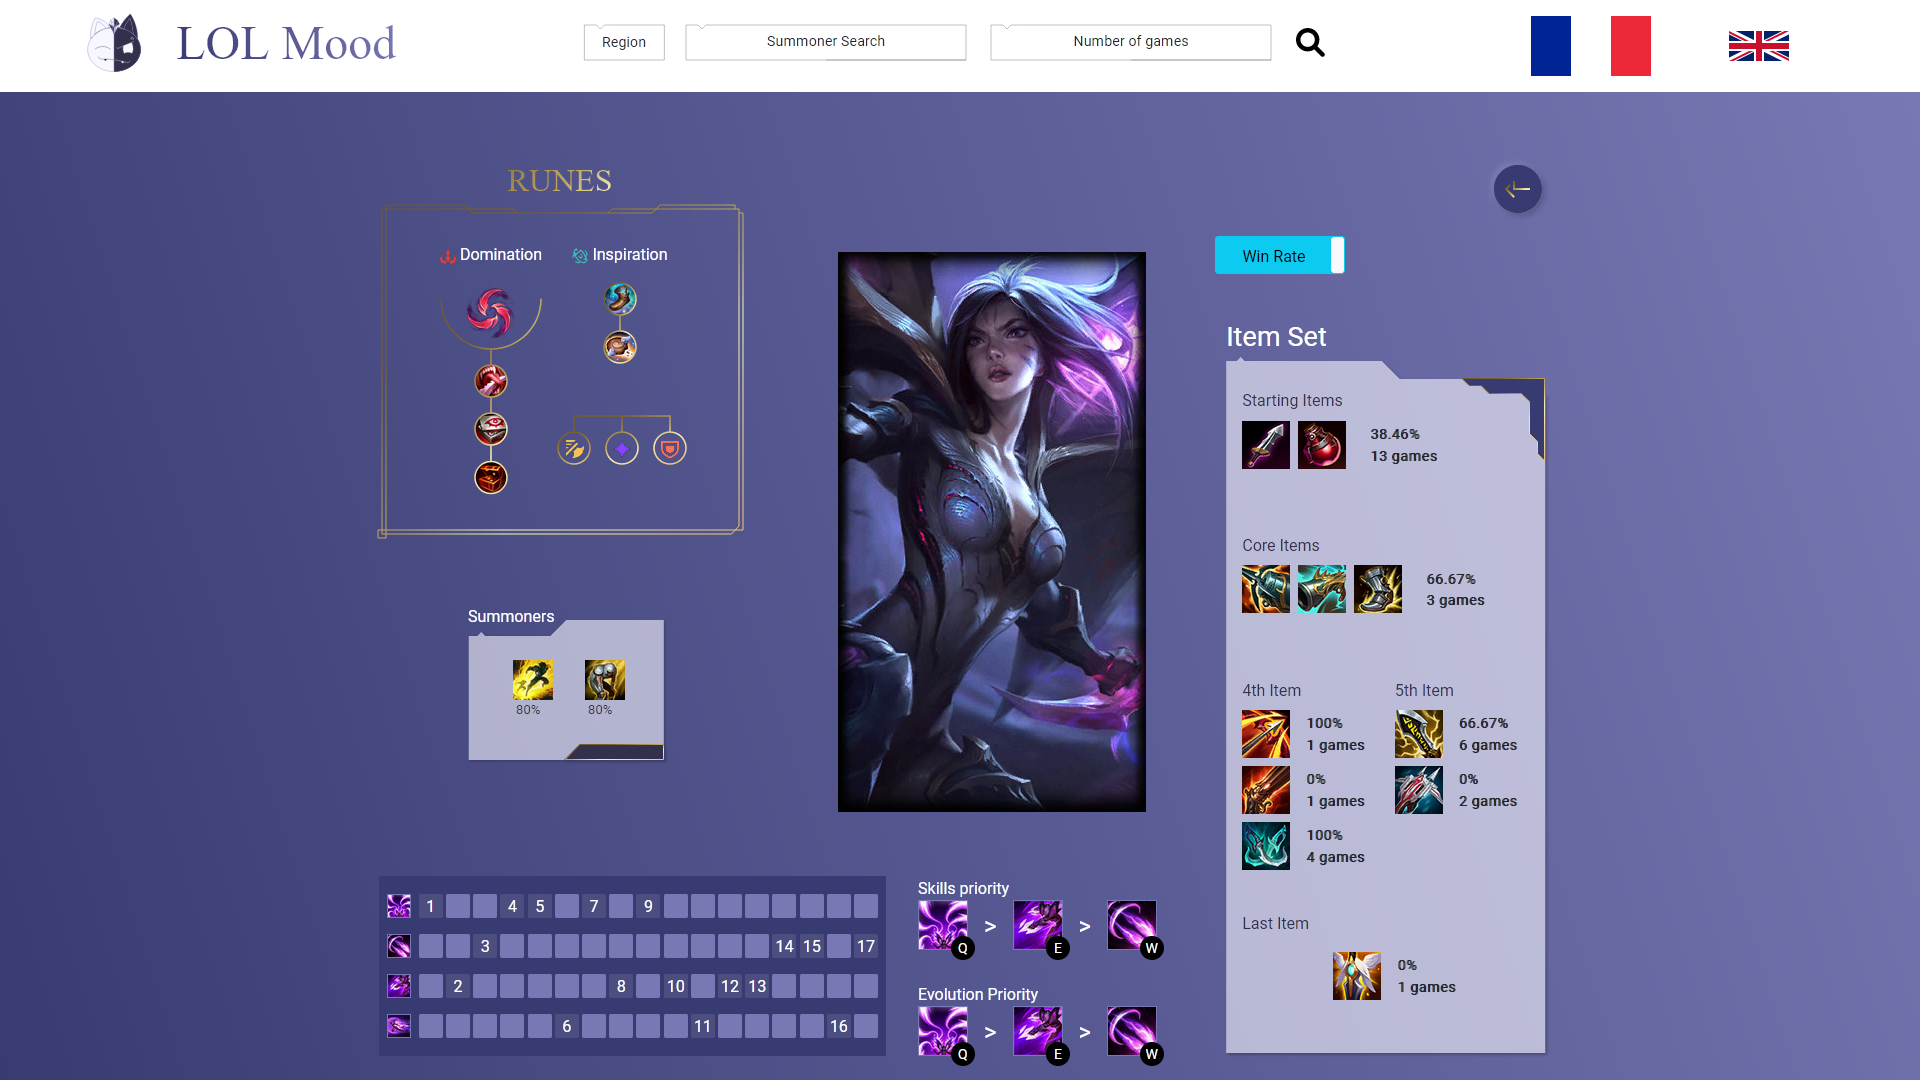 LOL Mood
Region
Summoner Search
Number of games
RUNES
Domination
Inspiration
Win Rate
Item Set
Starting Items
38.46%
13 games
Core Items
66.67%
3 games
4th Item
5th Item
100%
1 games
66.67%
6 games
0%
1 games
0%
2 games
100%
4 games
Last Item
0%
1 games
Summoners
80% 80%
1 4 5 7 9
3 14 15 17
2 8 10 12 13
6 11 16
Skills priority
> >
Q E W
Evolution Priority
> >
Q E W